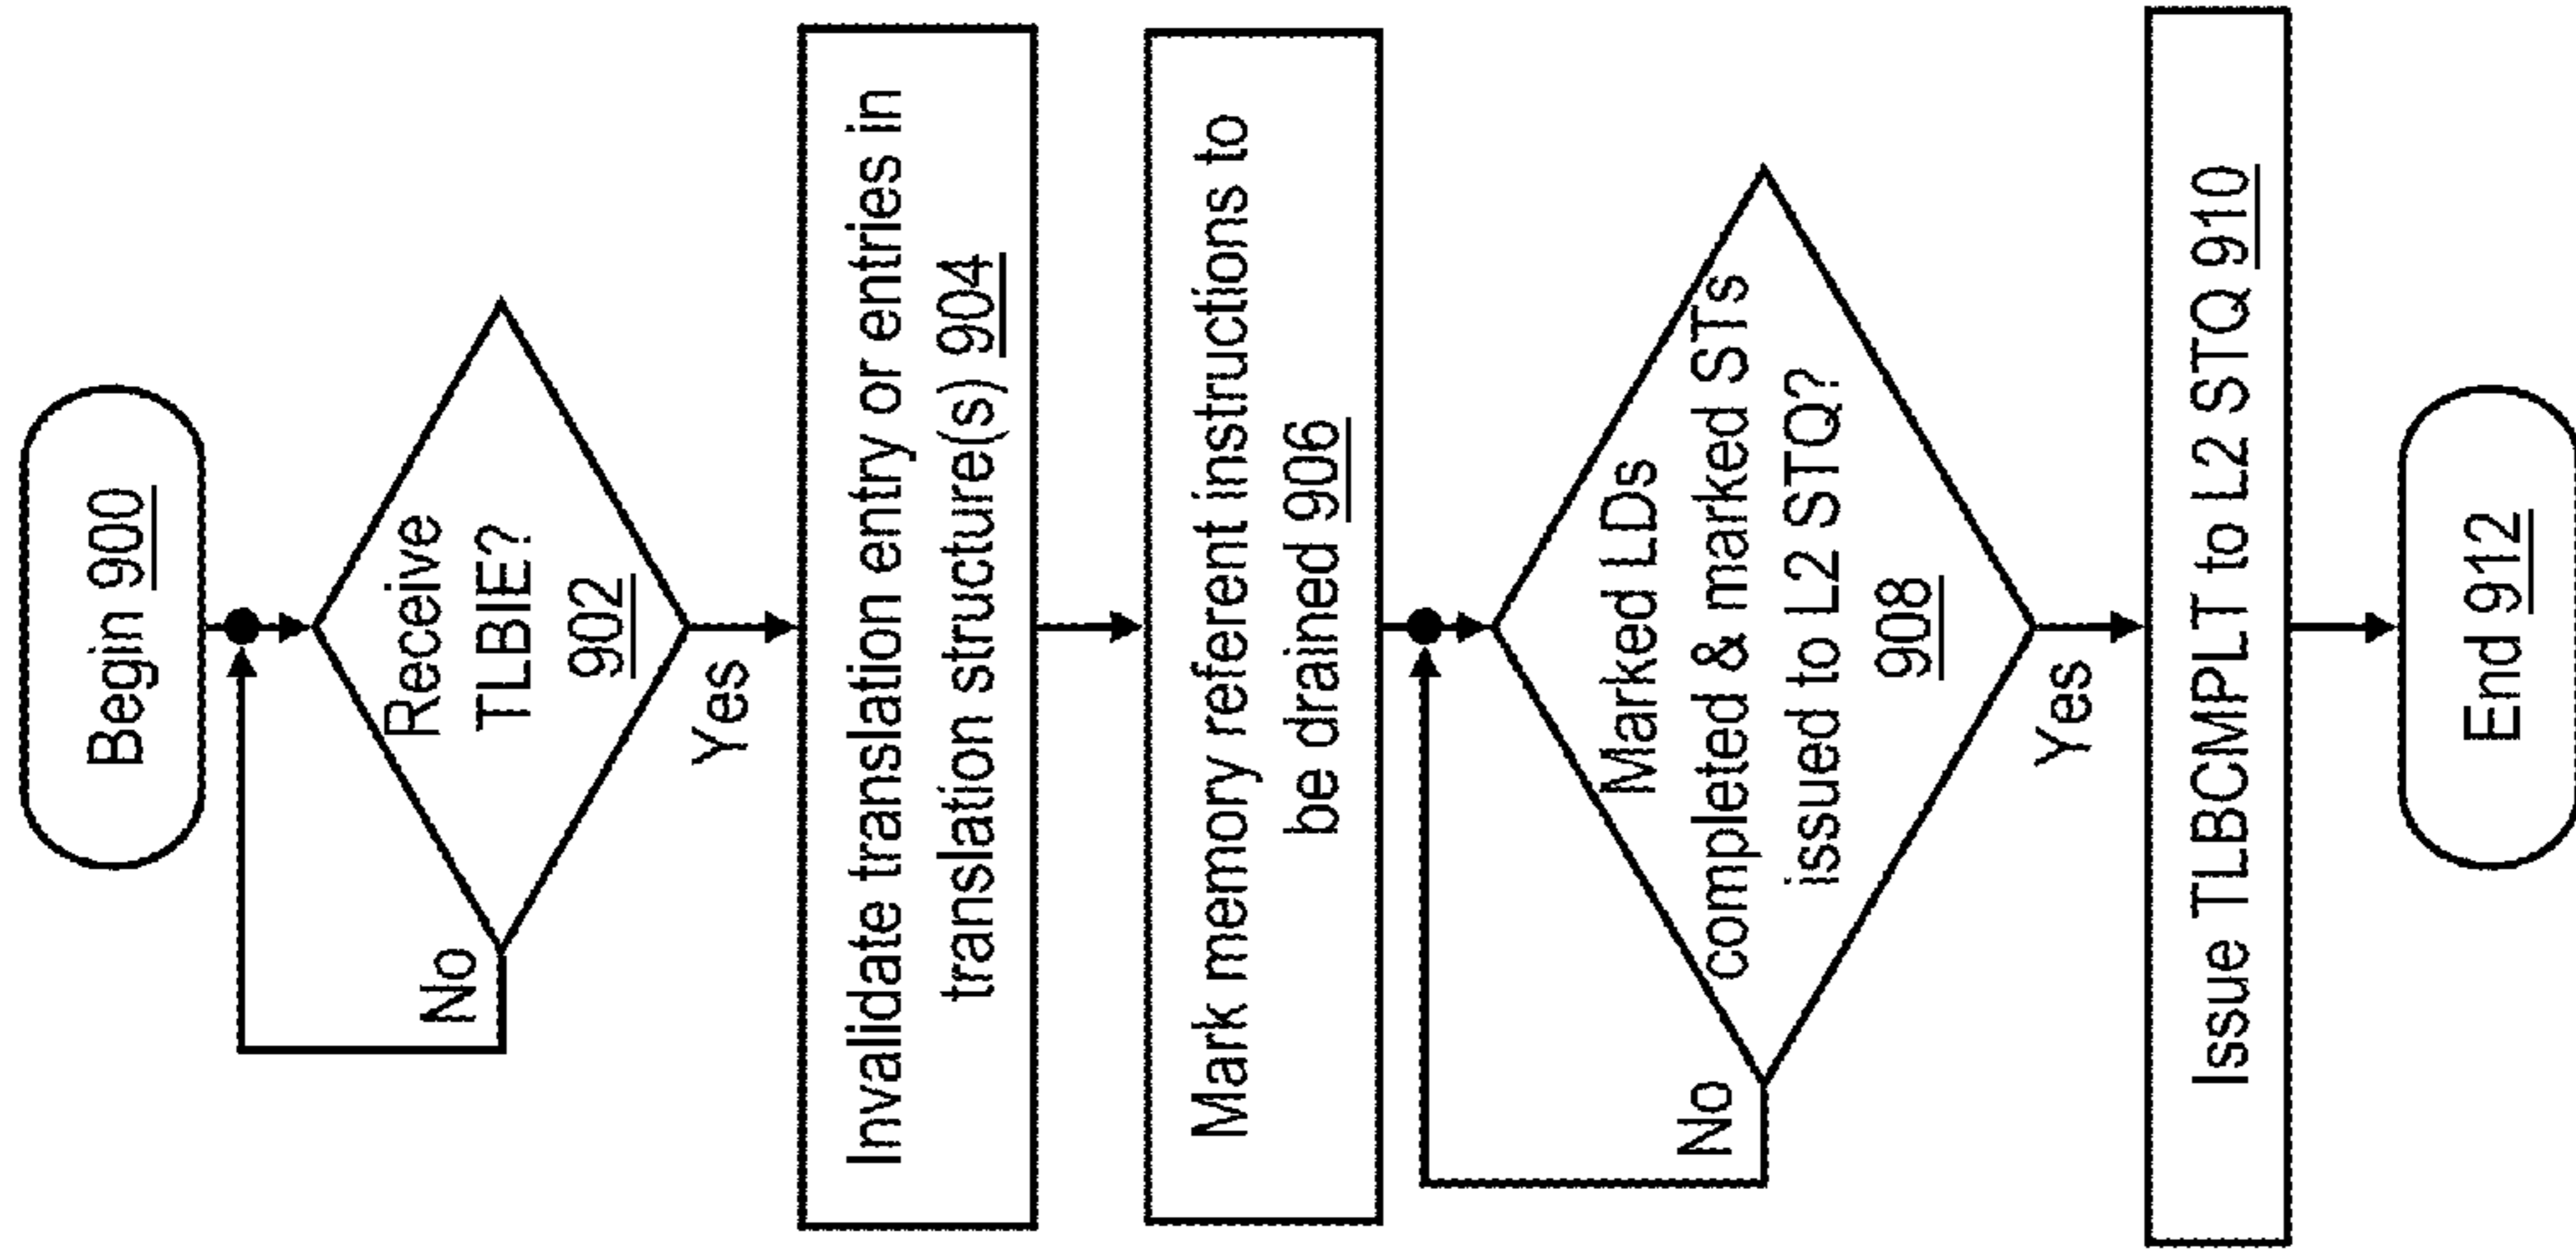 Begin 900
Receive
TLBIE?
902
No
Yes
Invalidate translation entry or entries in
translation structure(s) 904
Mark memory referent instructions to
be drained 906
Marked LDs
completed & marked STs
issued to L2 STQ?
908
No
Yes
Issue TLBCMPLT to L2 STQ 910
End 912